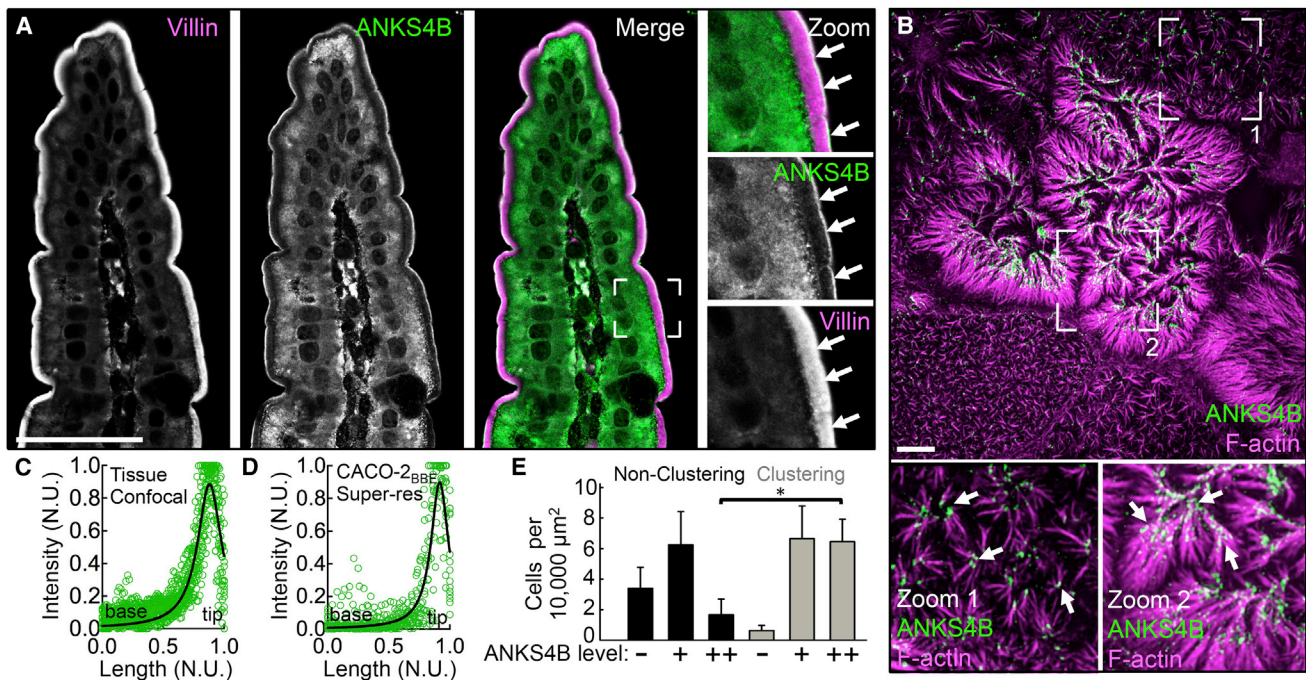 A
Villin
ANKS4B
Merge
Zoom
ANKS4B
Villin
B
1
2
ANKS4B
F-actin
Zoom 1
ANKS4B
F-actin
Zoom 2
ANKS4B
F-actin
C
Tissue
Confocal
Intensity (N.U.)
1.0
0.8
0.6
0.4
0.2
0.0
base
tip
0
0.5
1.0
Length (N.U.)
D
CACO-2BBE
Super-res
Intensity (N.U.)
1.0
0.8
0.6
0.4
0.2
0.0
base
tip
0
0.5
1.0
Length (N.U.)
E
Non-Clustering
Clustering
*
Cells per
10,000 µm²
10
8
6
4
2
0
ANKS4B level:
– + ++ – + ++